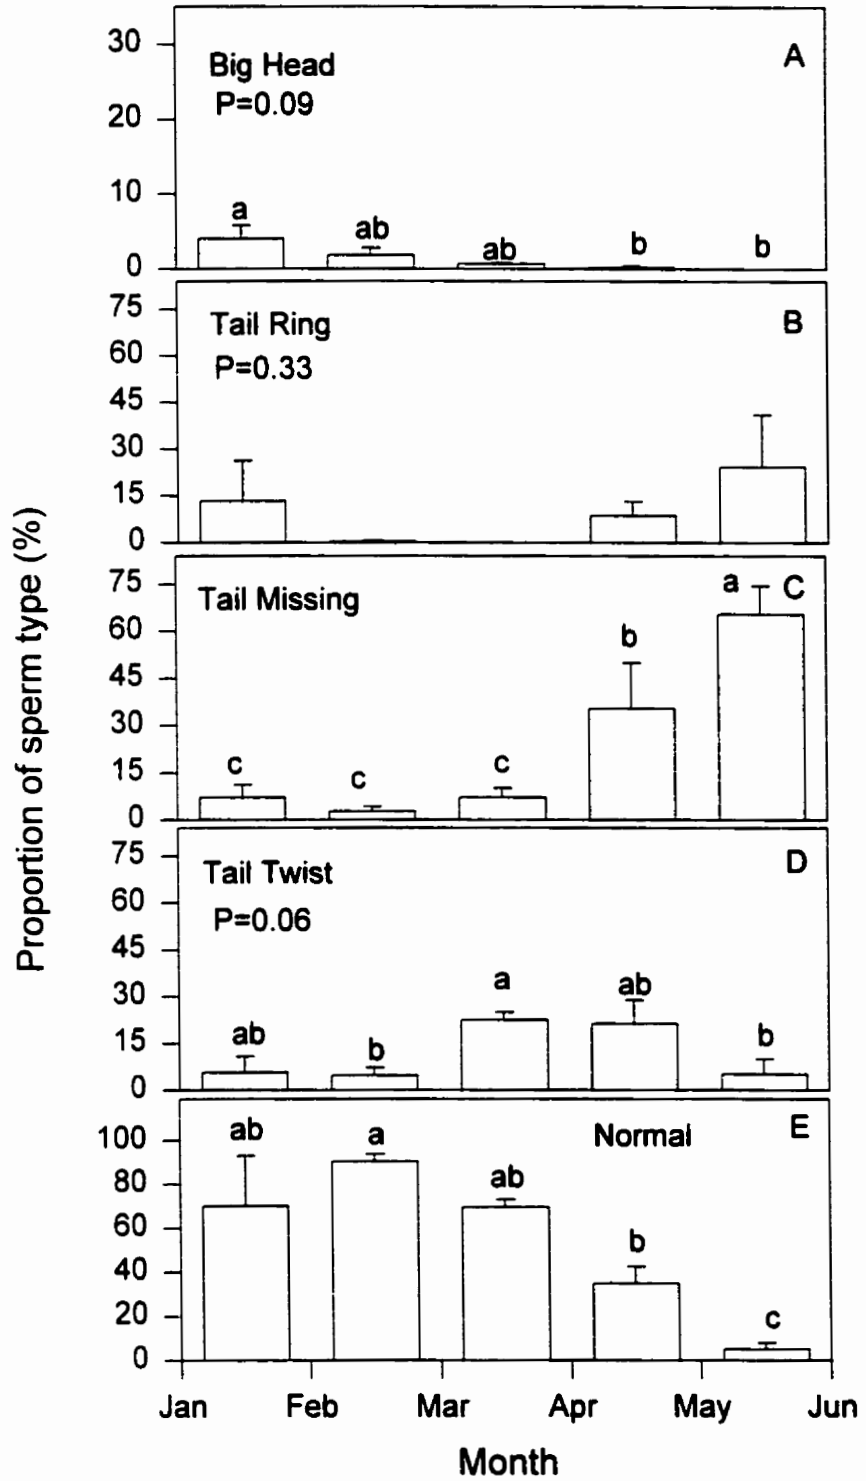 Proportion of sperm type (%)
30
20
10
0
Big Head
P=0.09
A
a
ab
ab
b
b
75
60
45
30
15
0
Tail Ring
P=0.33
B
75
60
45
30
15
0
Tail Missing
C
c
c
c
b
a
75
60
45
30
15
0
Tail Twist
P=0.06
D
ab
b
a
ab
b
100
80
60
40
20
0
Normal
E
ab
a
ab
b
c
Jan Feb Mar Apr May Jun
Month